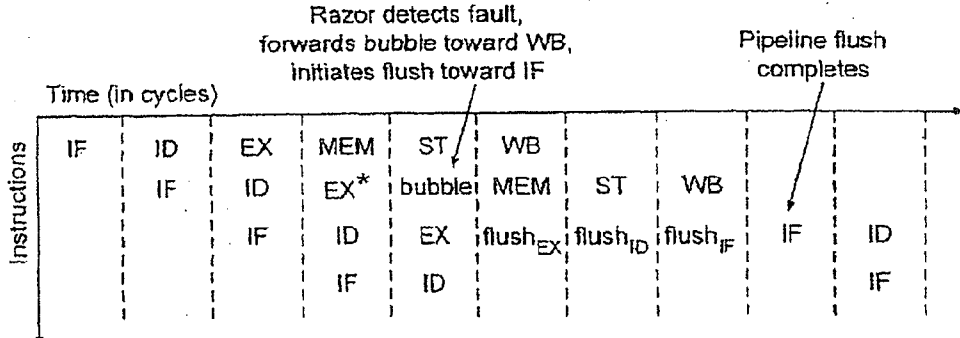 Razor detects fault,
forwards bubble toward WB,
initiates flush toward IF
Pipeline flush
completes
Time (in cycles)
Instructions
IF ID EX MEM ST WB
IF ID EX* bubble MEM ST WB
IF ID EX flushEX flushID flushIF IF ID
IF ID IF